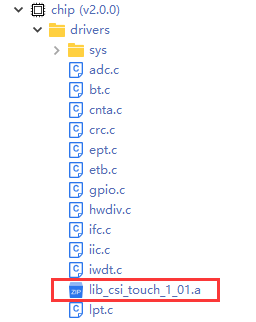 chip (v2.0.0)
drivers
sys
adc.c
bt.c
cnta.c
crc.c
ept.c
etb.c
gpio.c
hwdiv.c
ifc.c
iic.c
iwdt.c
ZIP lib_csi_touch_1_01.a
lpt.c